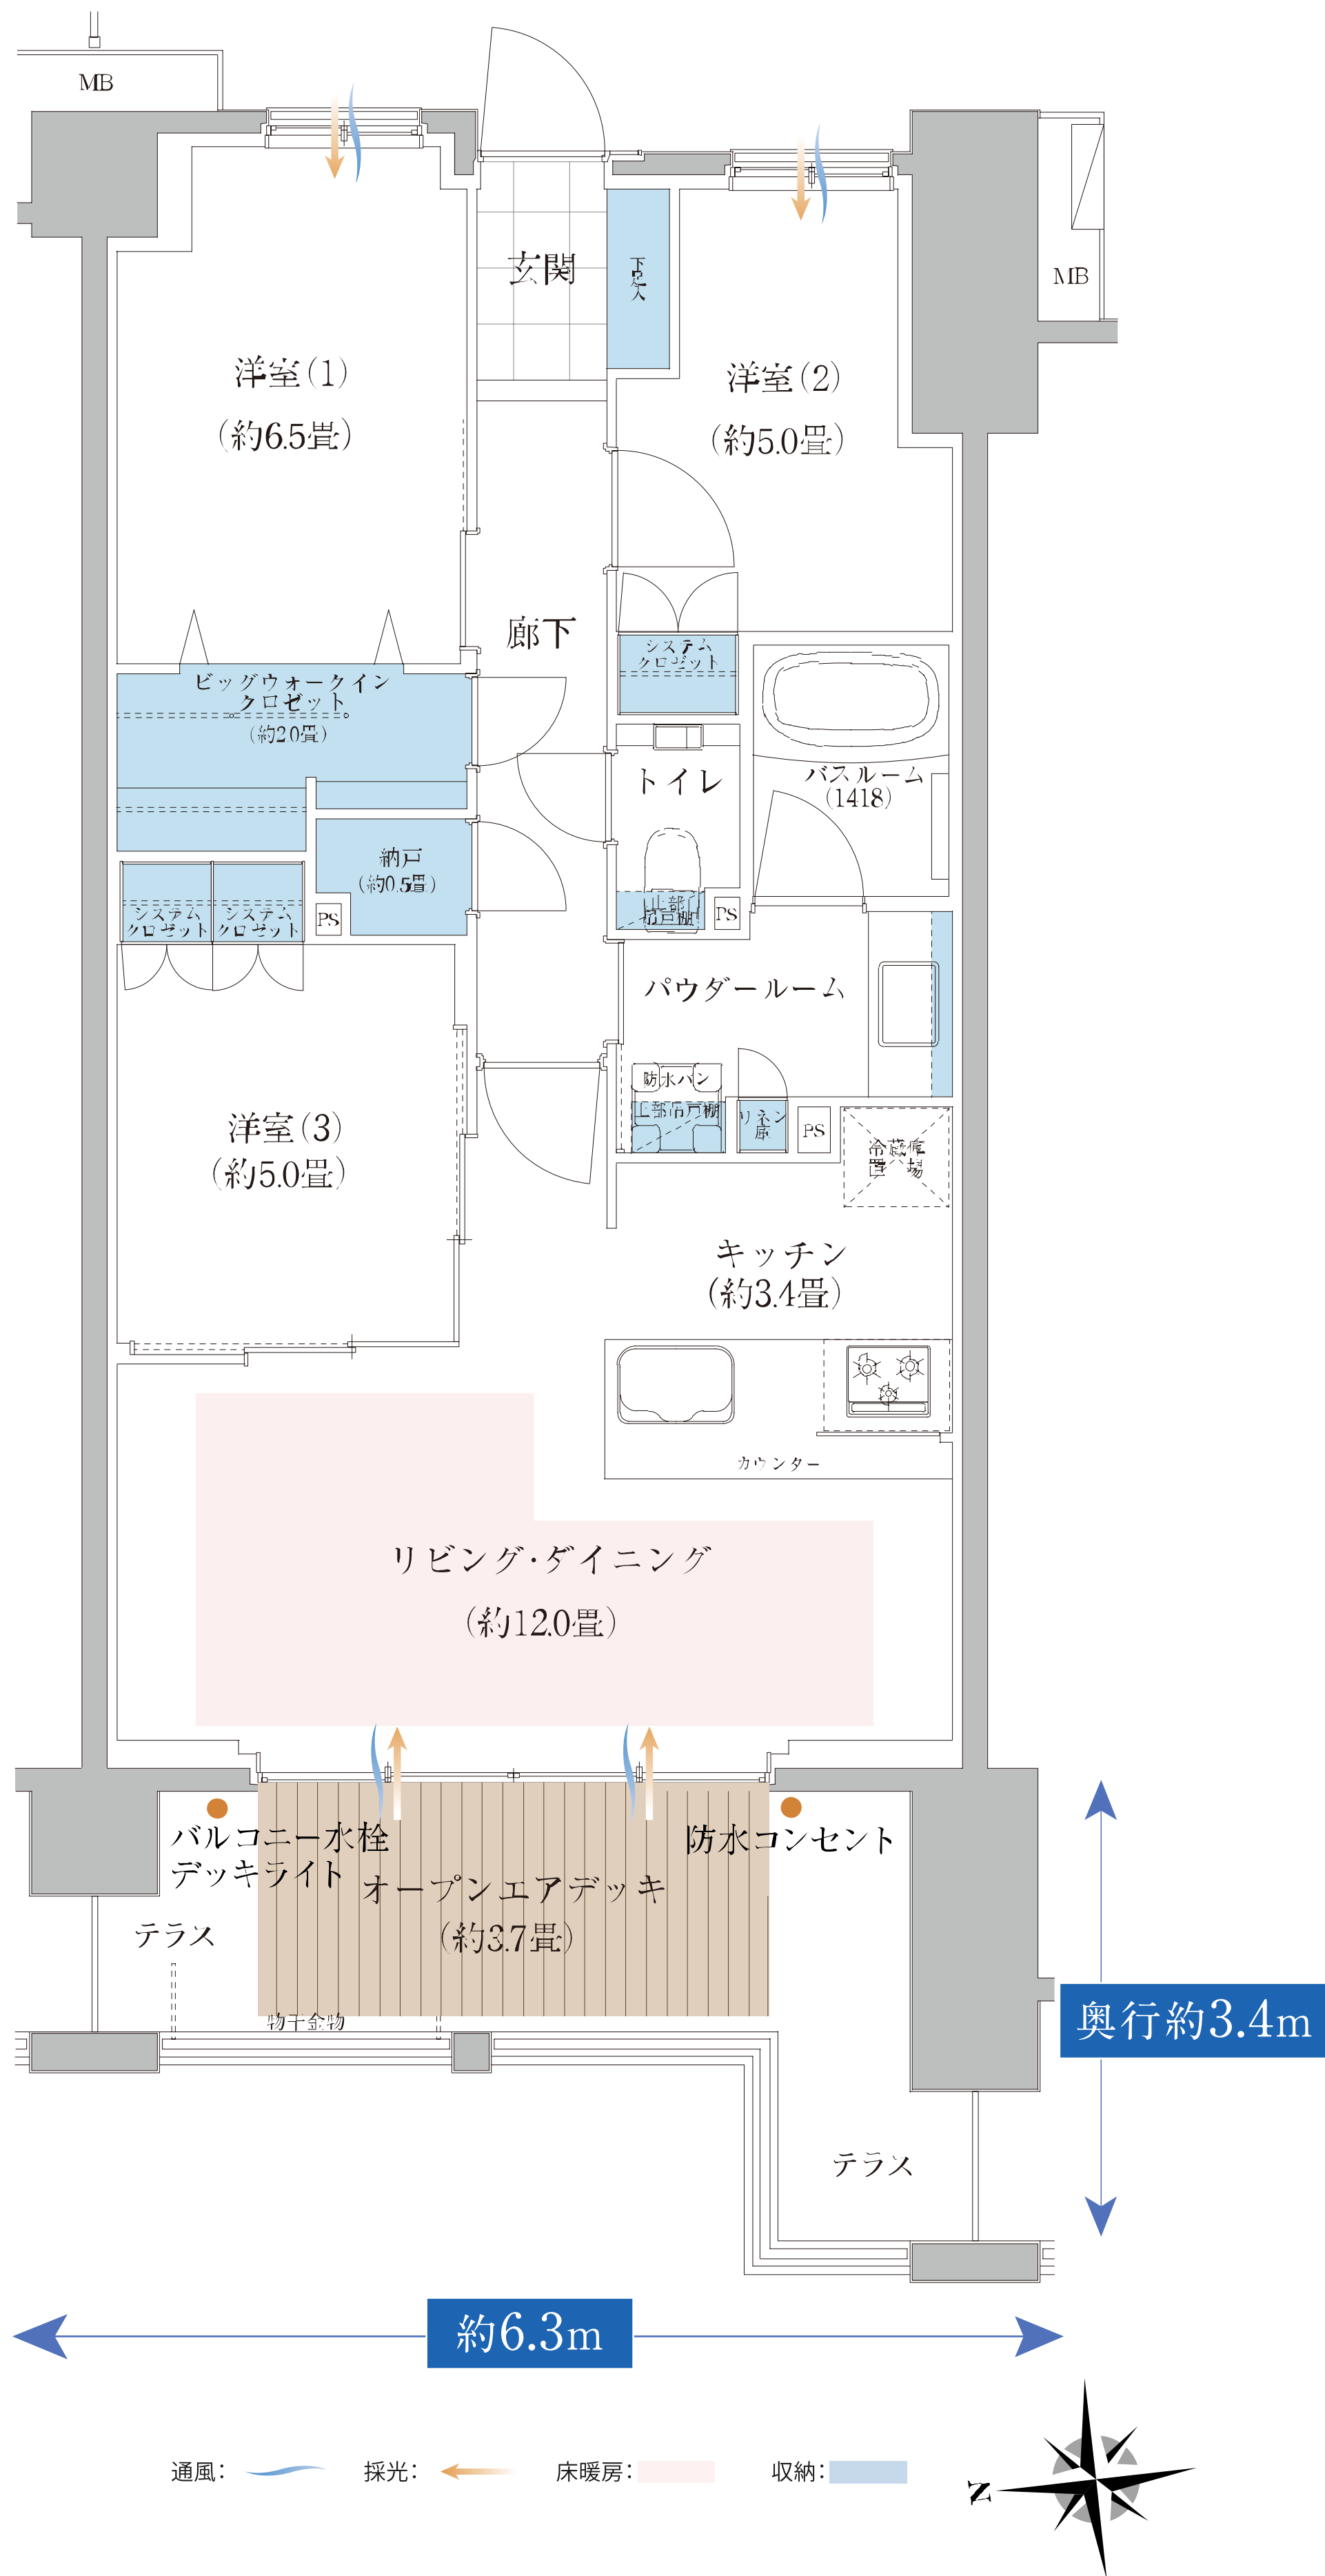 MB
玄関
下足入
MB
洋室(1)
(約6.5畳)
洋室(2)
(約5.0畳)
廊下
システム
クロゼット
ビッグウォークイン
クロゼット
(約2.0畳)
トイレ
バスルーム
(1418)
納戸
(約0.5畳)
システム
クロゼット
システム
クロゼット
PS
上部
吊戸棚
PS
パウダールーム
防水パン
上部吊戸棚
リネン
庫
PS
冷蔵庫
置場
洋室(3)
(約5.0畳)
キッチン
(約3.4畳)
カウンター
リビング・ダイニング
(約12.0畳)
バルコニー水栓
デッキライト
防水コンセント
オープンエアデッキ
(約3.7畳)
テラス
物干金物
奥行約3.4m
テラス
約6.3m
通風:
採光:
床暖房:
収納:
N